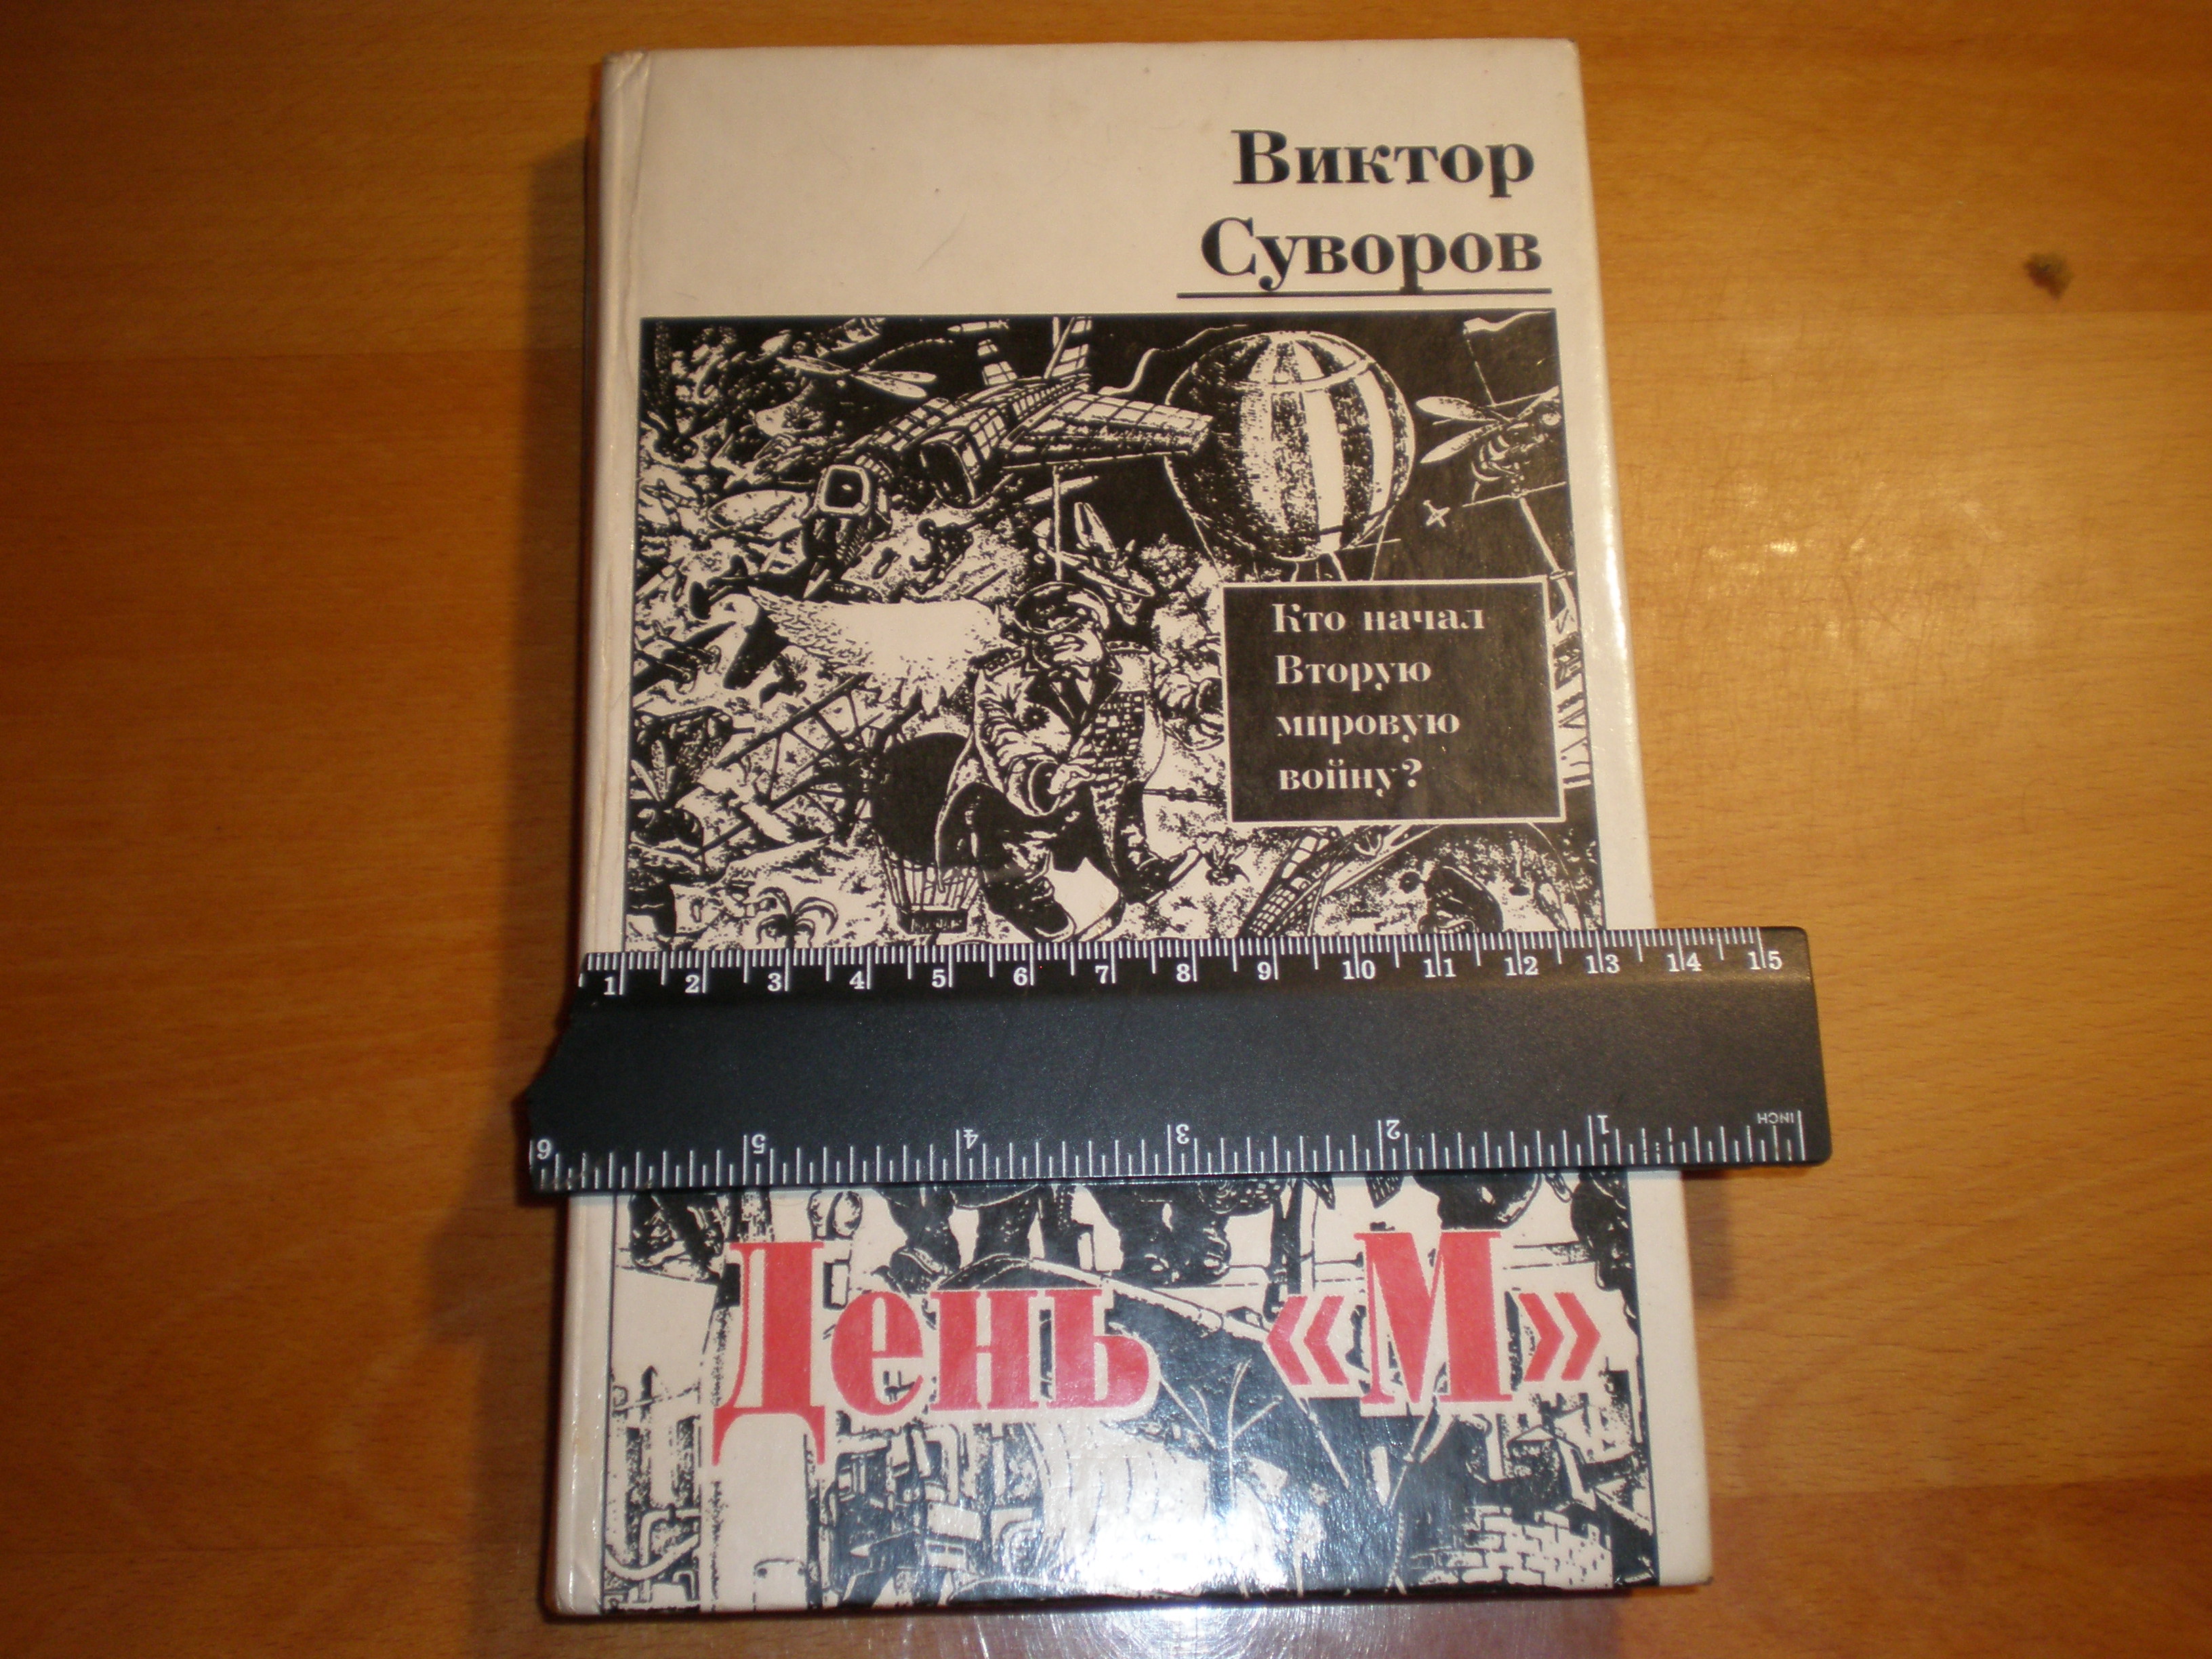 Виктор
Суворов
Кто начал
Вторую
мировую
войну?
1 2 3 4 5 6 7 8 9 10 11 12 13 14 15
6 5 4 3 2 1 INCH
День «М»